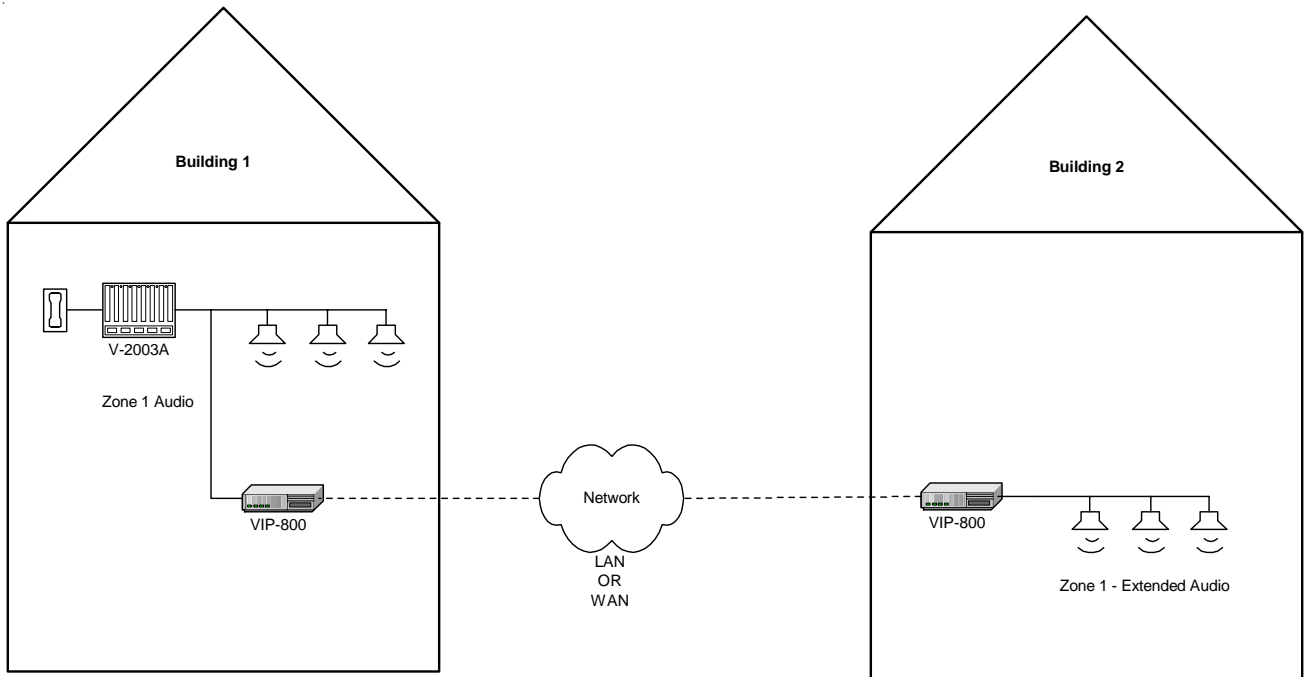 Building 1
Building 2
V-2003A
Zone 1 Audio
VIP-800
Network
LAN
OR
WAN
VIP-800
Zone 1 - Extended Audio